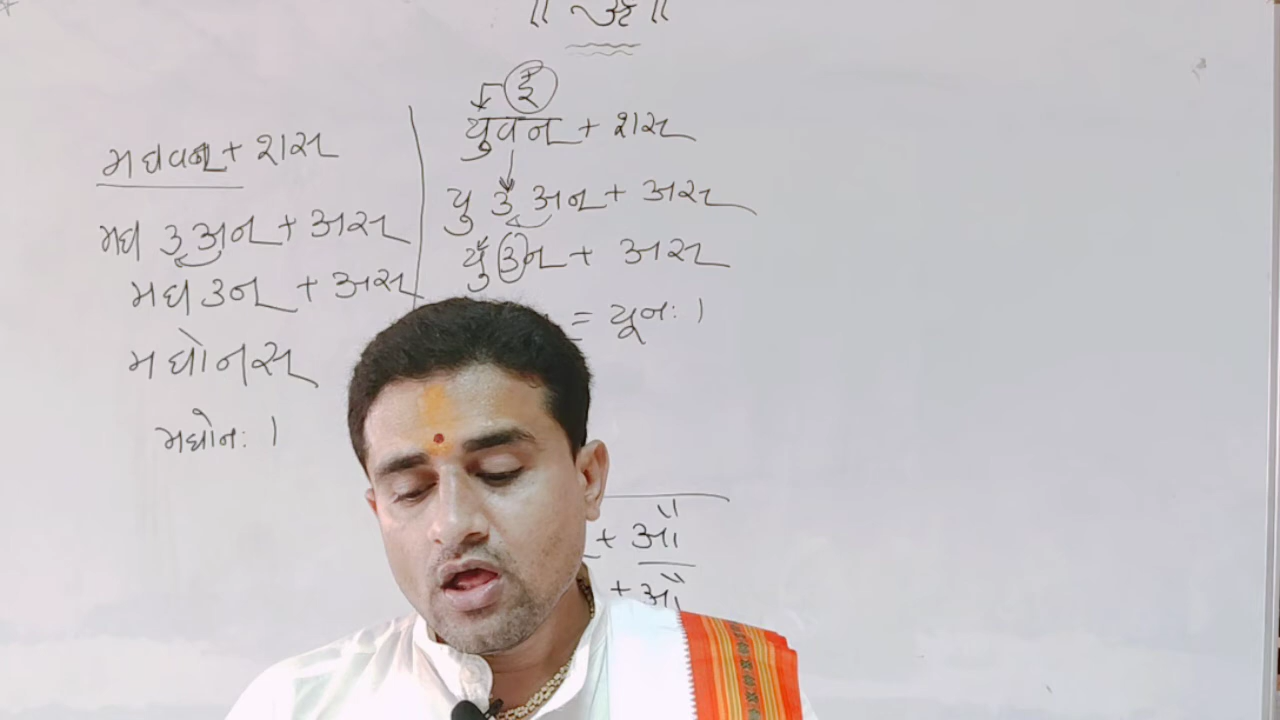 ॥ ॐ ॥
मघवन् + शस्
मघ उ अन् + अस्
मघ उन् + अस्
मघोनस्
मघोनः ।
इ
युवन् + शस्
यु उ अन् + अस्
यु उन् + अस्
= यूनः ।
+ औ
+ औ